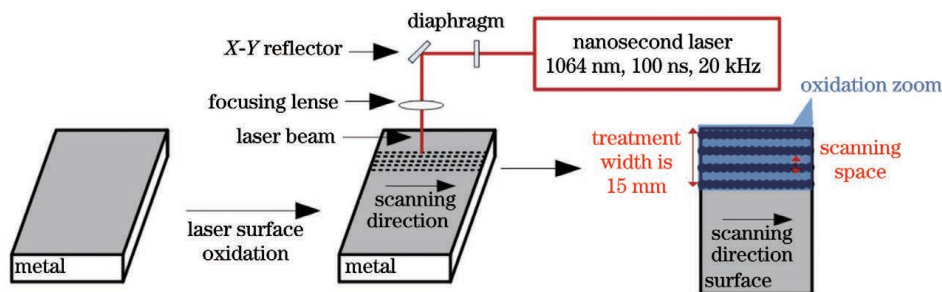 diaphragm
X-Y reflector
nanosecond laser
1064 nm, 100 ns, 20 kHz
oxidation zoom
focusing lense
laser beam
treatment
width is
15 mm
scanning
space
scanning
direction
laser surface
oxidation
scanning
direction
metal
metal
surface